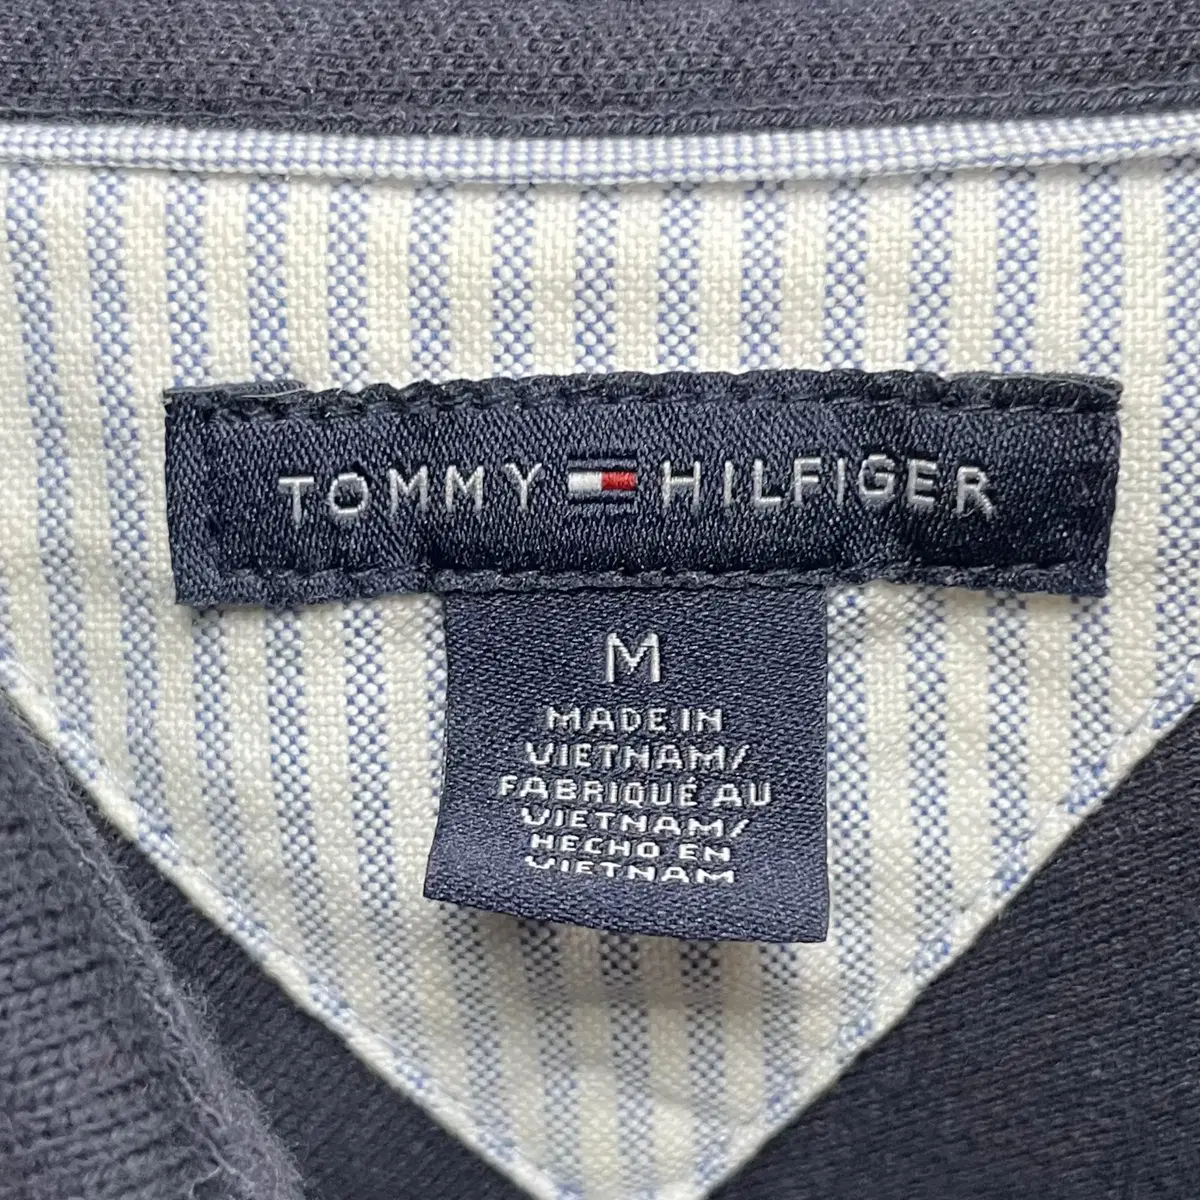 TOMMY HILFIGER
M
MADE IN
VIETNAM/
FABRIQUÉ AU
VIETNAM/
HECHO EN
VIETNAM